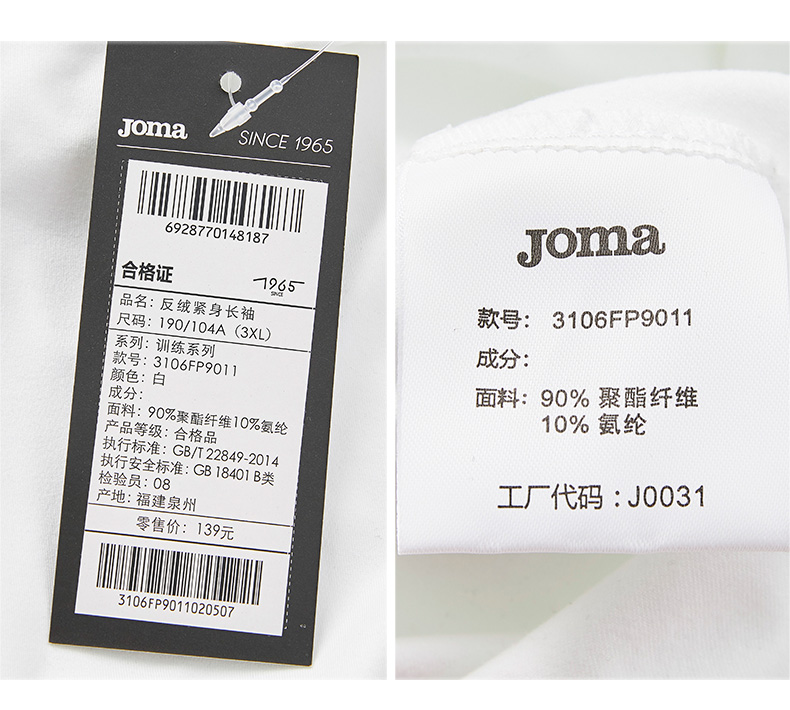 Joma
SINCE 1965
6928770148187
合格证
1965
SINCE
品名：反绒紧身长袖
尺码：190/104A（3XL）
系列：训练系列
款号：3106FP9011
颜色：白
成分：
面料：90%聚酯纤维10%氨纶
产品等级：合格品
执行标准：GB/T 22849-2014
执行安全标准：GB 18401 B类
检验员：08
产地：福建泉州
零售价：139元
3106FP9011020507
Joma
款号：3106FP9011
成分：
面料：90% 聚酯纤维
10% 氨纶
工厂代码：J0031